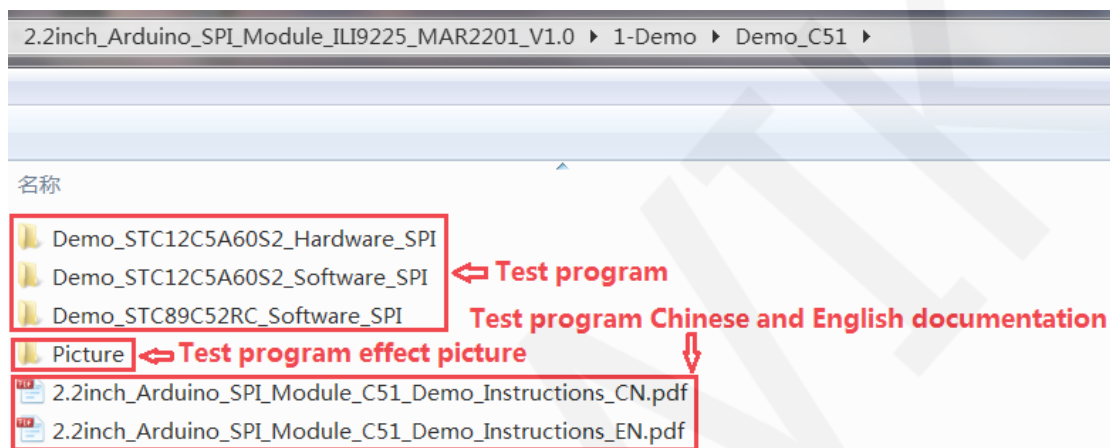 2.2inch_Arduino_SPI_Module_ILI9225_MAR2201_V1.0 ▸ 1-Demo ▸ Demo_C51 ▸
名称
Demo_STC12C5A60S2_Hardware_SPI
Demo_STC12C5A60S2_Software_SPI
Test program
Demo_STC89C52RC_Software_SPI
Test program Chinese and English documentation
Picture
Test program effect picture
2.2inch_Arduino_SPI_Module_C51_Demo_Instructions_CN.pdf
2.2inch_Arduino_SPI_Module_C51_Demo_Instructions_EN.pdf